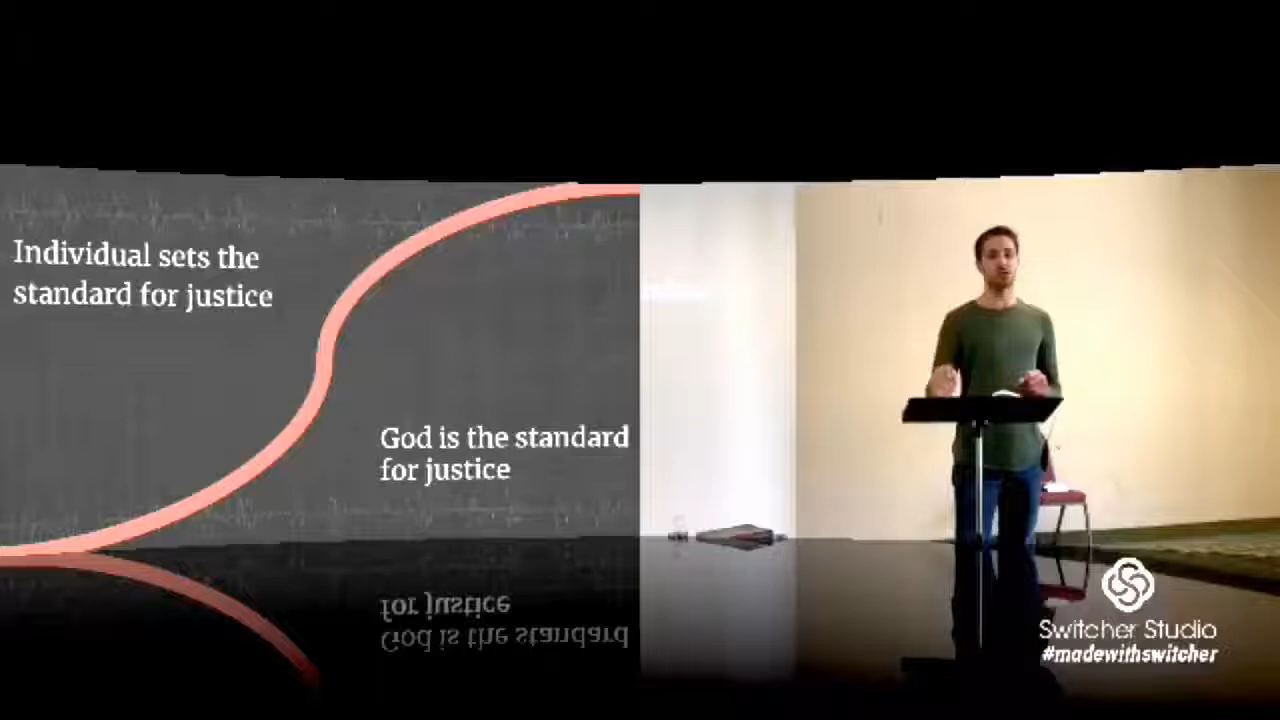 Individual sets the
standard for justice
God is the standard
for justice
Switcher Studio
#madewithswitcher